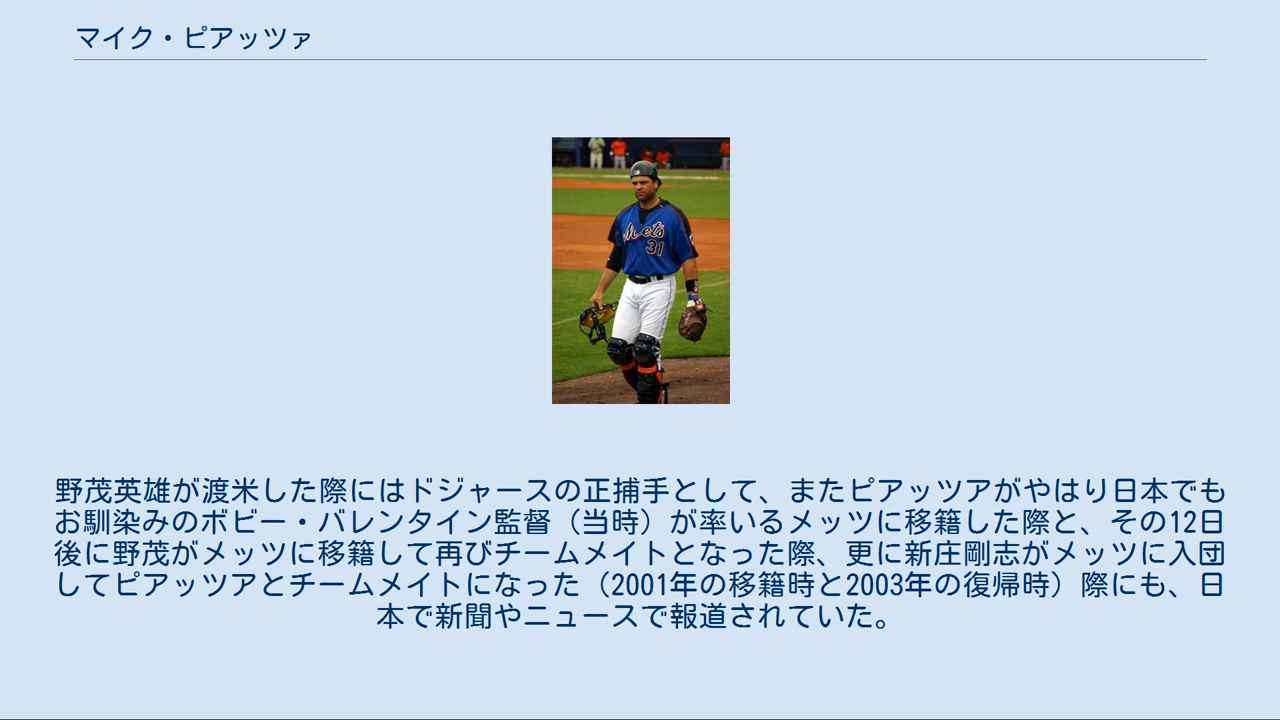 マイク・ピアッツァ
Mets
31
野茂英雄が渡米した際にはドジャースの正捕手として、またピアッツアがやはり日本でも
お馴染みのボビー・バレンタイン監督（当時）が率いるメッツに移籍した際と、その12日
後に野茂がメッツに移籍して再びチームメイトとなった際、更に新庄剛志がメッツに入団
してピアッツアとチームメイトになった（2001年の移籍時と2003年の復帰時）際にも、日
本で新聞やニュースで報道されていた。